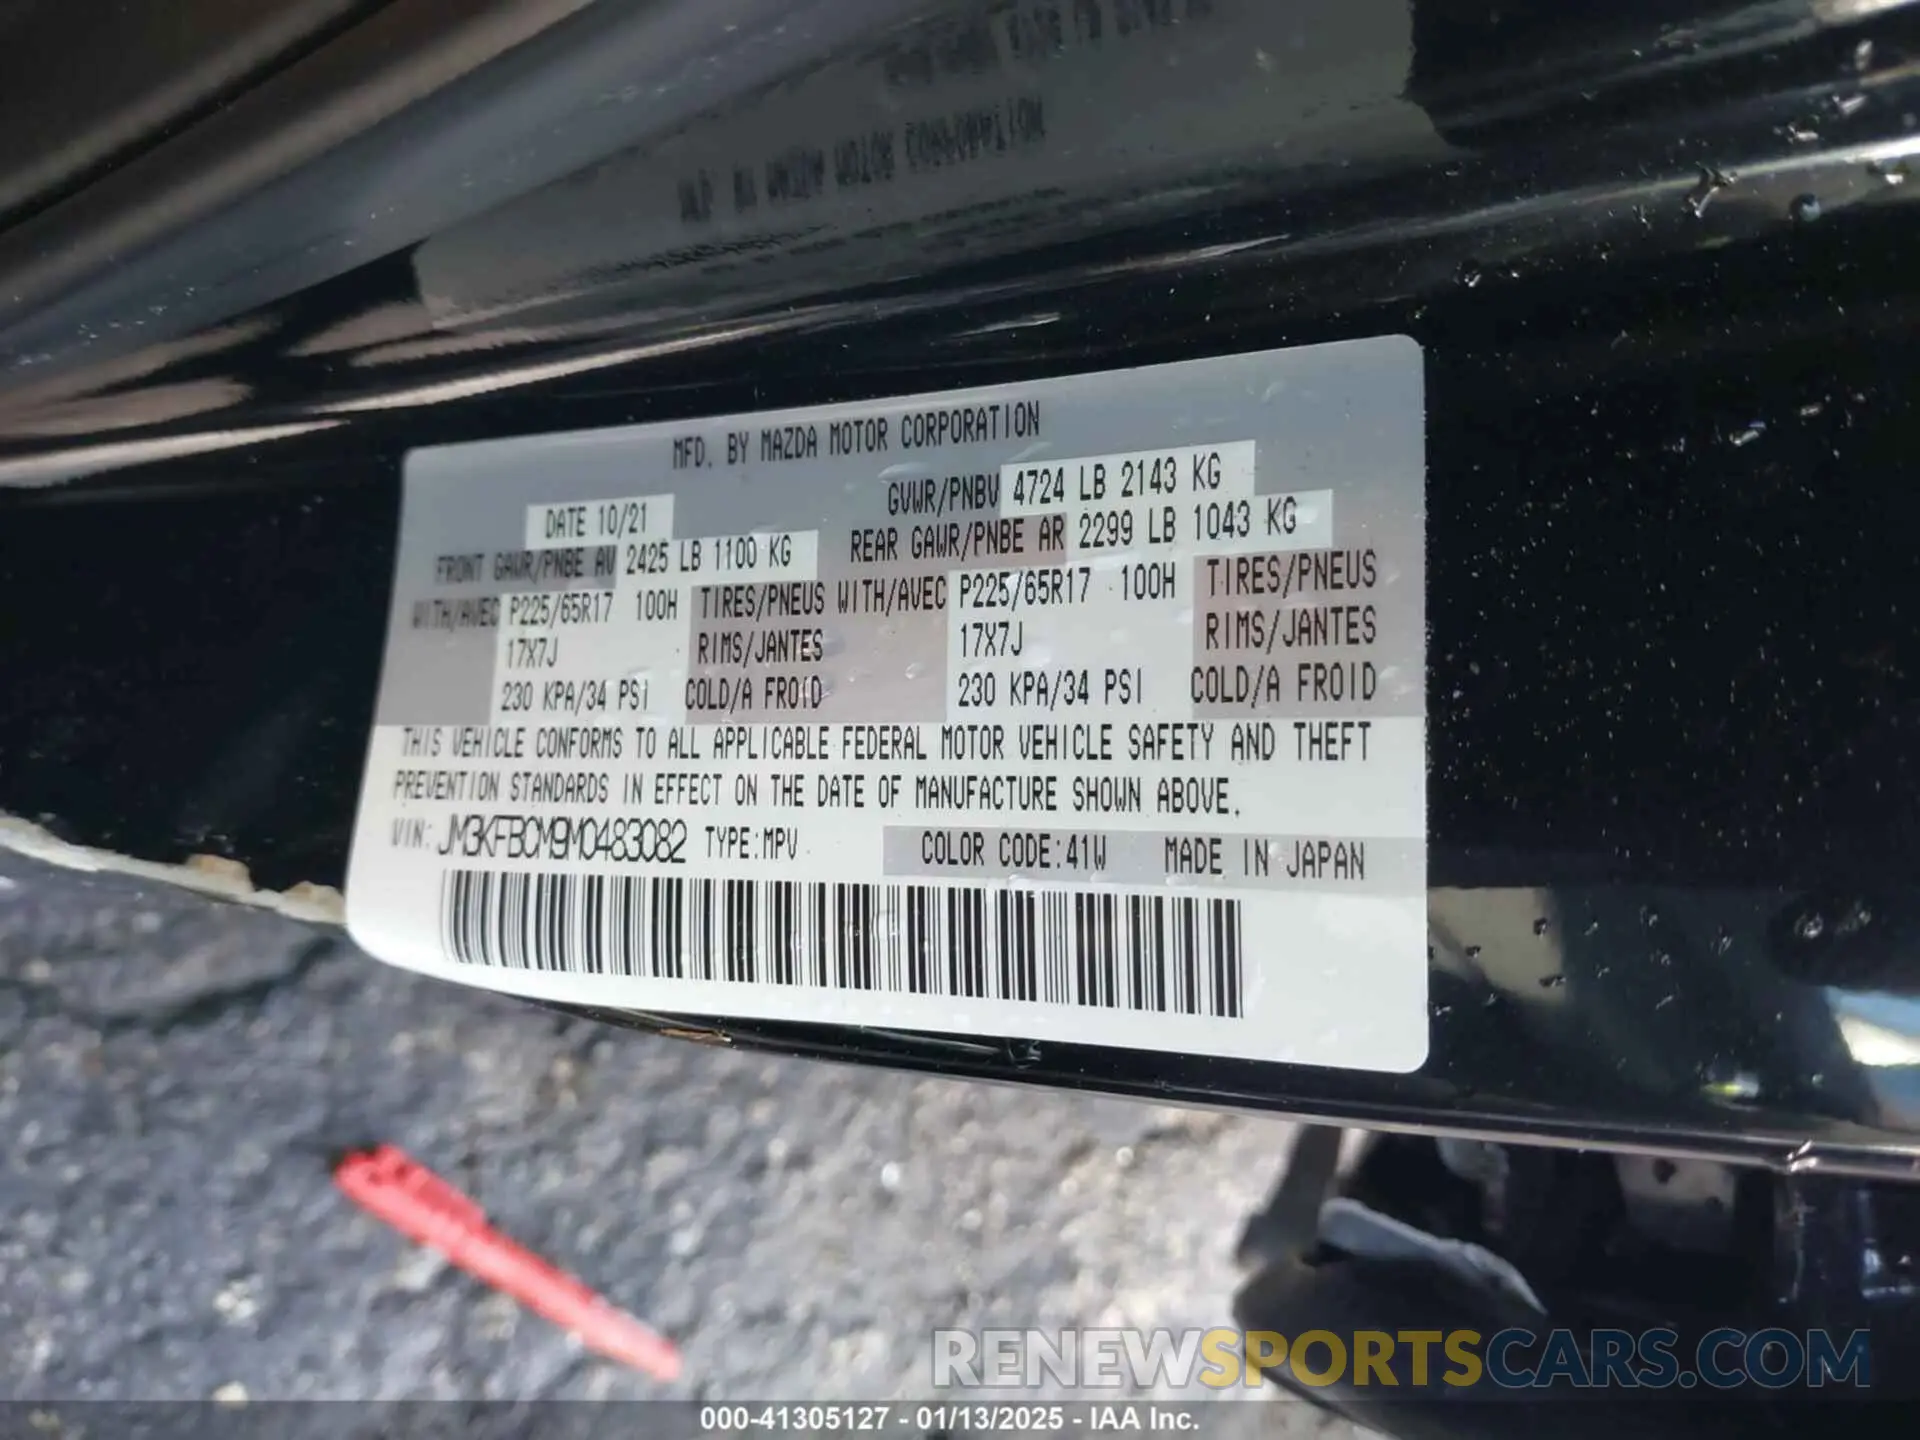 MFD. BY MAZDA MOTOR CORPORATION
DATE 10/21 GVWR/PNBV 4724 LB 2143 KG
FRONT GAWR/PNBE AV 2425 LB 1100 KG REAR GAWR/PNBE AR 2299 LB 1043 KG
WITH/AVEC P225/65R17 100H TIRES/PNEUS WITH/AVEC P225/65R17 100H TIRES/PNEUS
17X7J RIMS/JANTES 17X7J RIMS/JANTES
230 KPA/34 PSI COLD/A FROID 230 KPA/34 PSI COLD/A FROID
THIS VEHICLE CONFORMS TO ALL APPLICABLE FEDERAL MOTOR VEHICLE SAFETY AND THEFT
PREVENTION STANDARDS IN EFFECT ON THE DATE OF MANUFACTURE SHOWN ABOVE.
VIN: JM3KFBCM9M0483082 TYPE:MPV COLOR CODE:41W MADE IN JAPAN
RENEWSPORTSCARS.COM
000-41305127 - 01/13/2025 - IAA Inc.